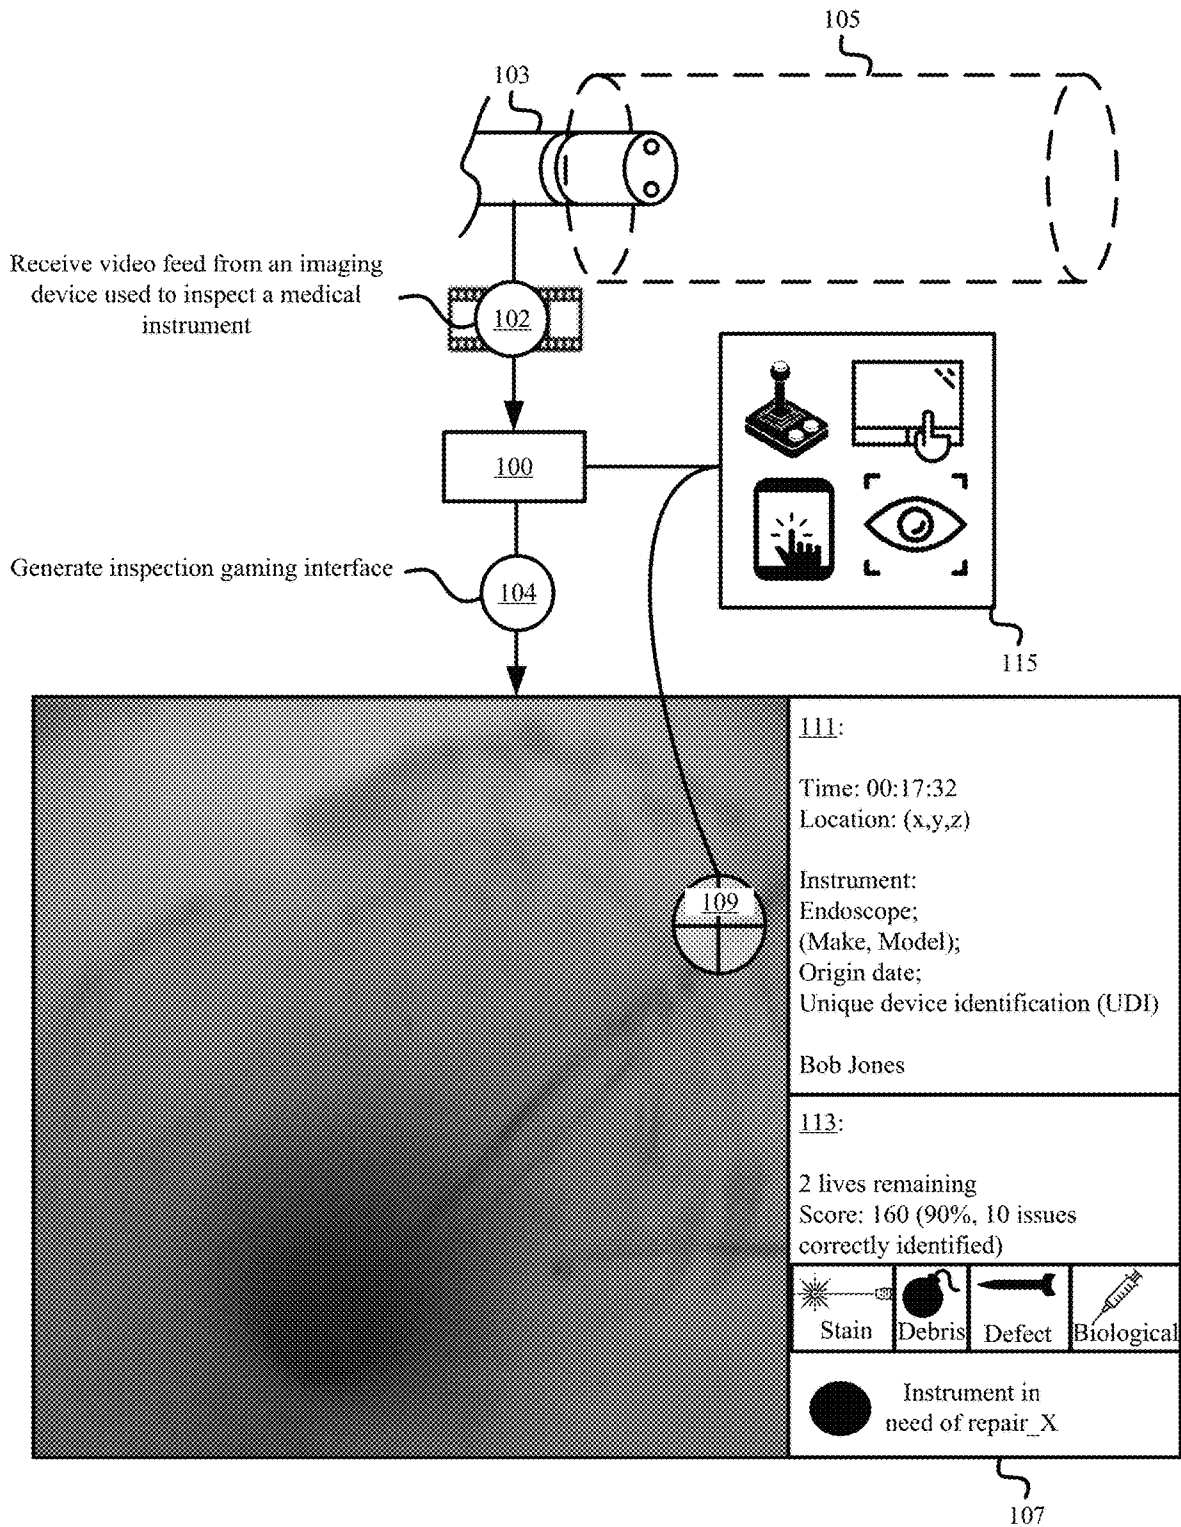 105
103
Receive video feed from an imaging
device used to inspect a medical
instrument
102
100
Generate inspection gaming interface
104
115
111:
Time: 00:17:32
Location: (x,y,z)
109
Instrument:
Endoscope;
(Make, Model);
Origin date;
Unique device identification (UDI)
Bob Jones
113:
2 lives remaining
Score: 160 (90%, 10 issues
correctly identified)
Stain Debris Defect Biological
Instrument in
need of repair_X
107